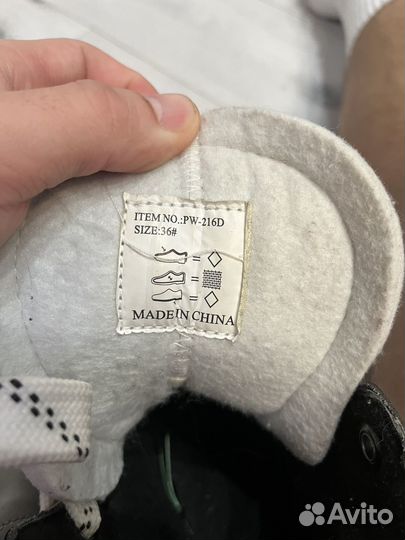 ITEM NO.:PW-216D
SIZE:36#
=
=
=
MADE IN CHINA
Avito